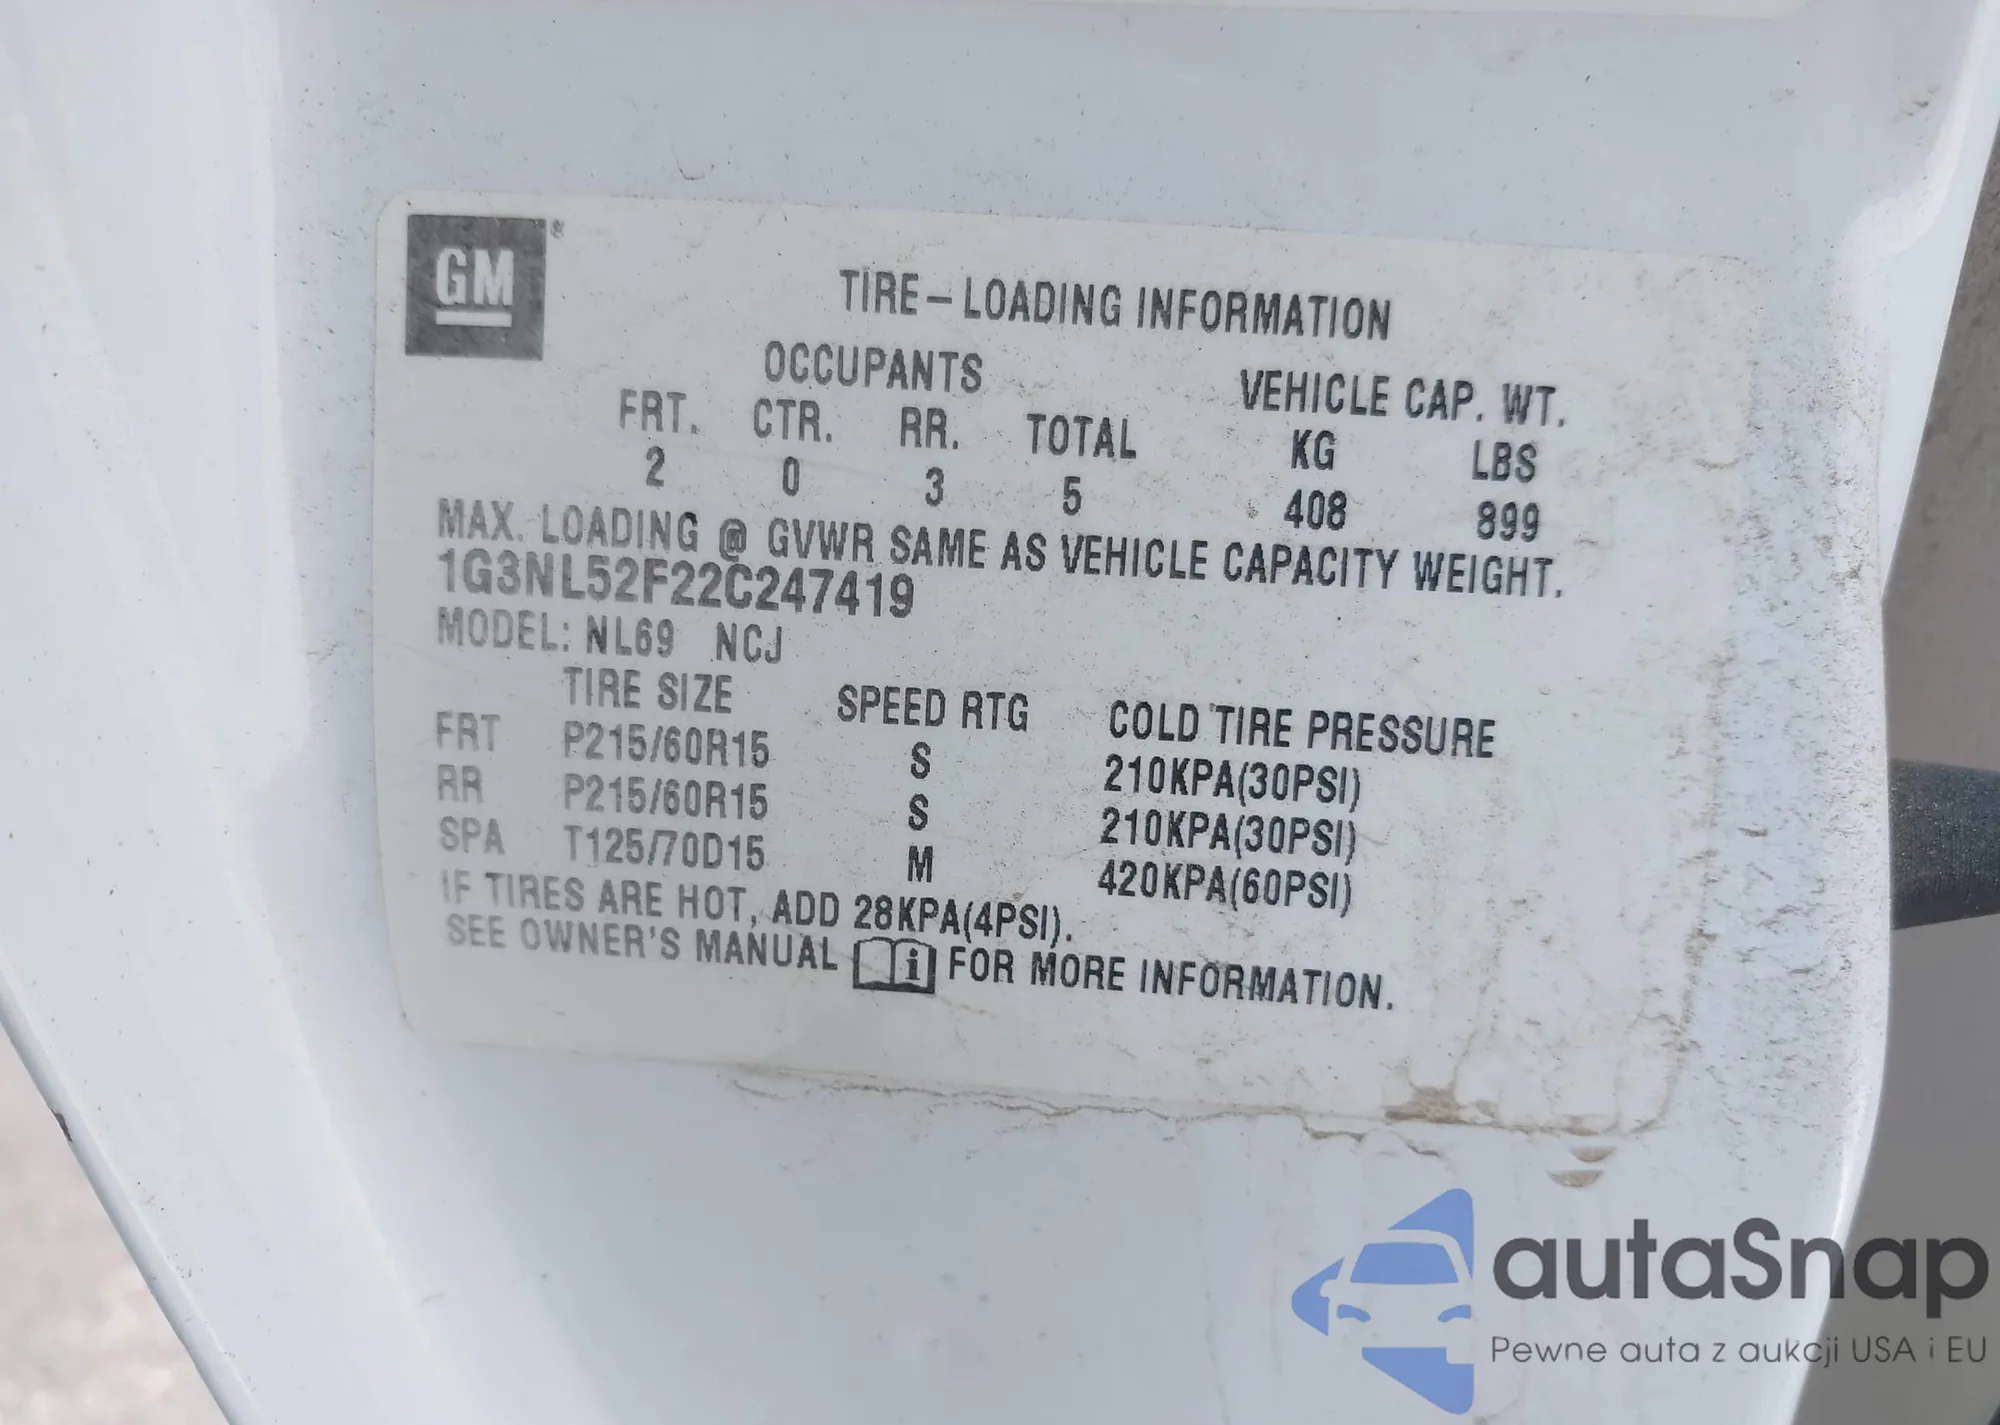 GM ®
TIRE–LOADING INFORMATION
OCCUPANTS VEHICLE CAP. WT.
FRT. CTR. RR. TOTAL KG LBS
2 0 3 5 408 899
MAX. LOADING @ GVWR SAME AS VEHICLE CAPACITY WEIGHT.
1G3NL52F22C247419
MODEL: NL69 NCJ
TIRE SIZE SPEED RTG COLD TIRE PRESSURE
FRT P215/60R15 S 210KPA(30PSI)
RR P215/60R15 S 210KPA(30PSI)
SPA T125/70D15 M 420KPA(60PSI)
IF TIRES ARE HOT, ADD 28KPA(4PSI).
SEE OWNER'S MANUAL i FOR MORE INFORMATION.
autaSnap
Pewne auta z aukcji USA i EU